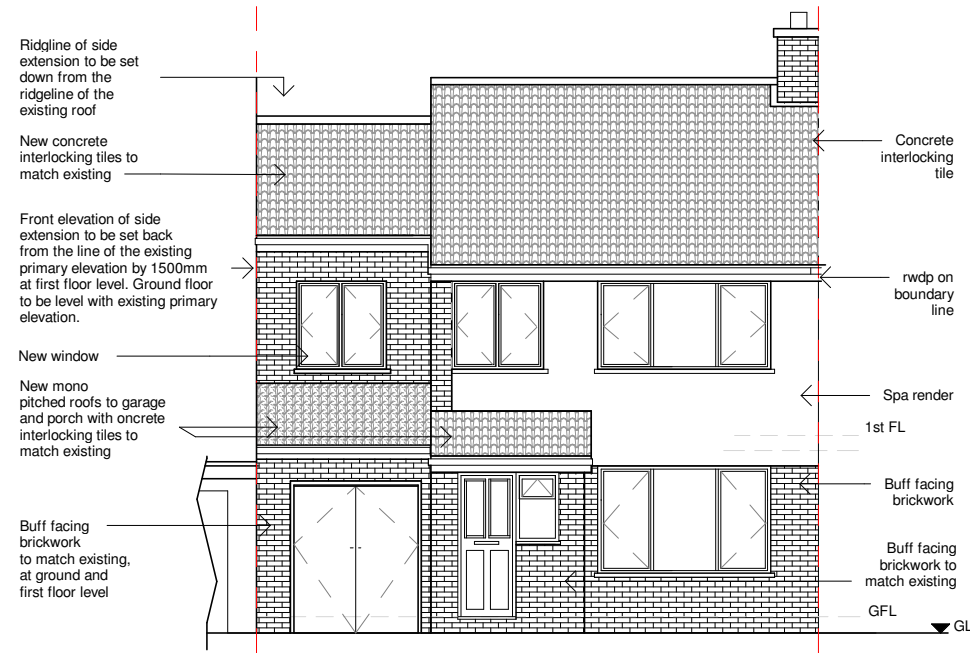 Ridgline of side
extension to be set
down from the
ridgeline of the
existing roof
New concrete
interlocking tiles to
match existing
Front elevation of side
extension to be set back
from the line of the existing
primary elevation by 1500mm
at first floor level. Ground floor
to be level with existing primary
elevation.
New window
New mono
pitched roofs to garage
and porch with oncrete
interlocking tiles to
match existing
Buff facing
brickwork
to match existing,
at ground and
first floor level
Concrete
interlocking
tile
rwdp on
boundary
line
Spa render
1st FL
Buff facing
brickwork
Buff facing
brickwork to
match existing
GFL
GL